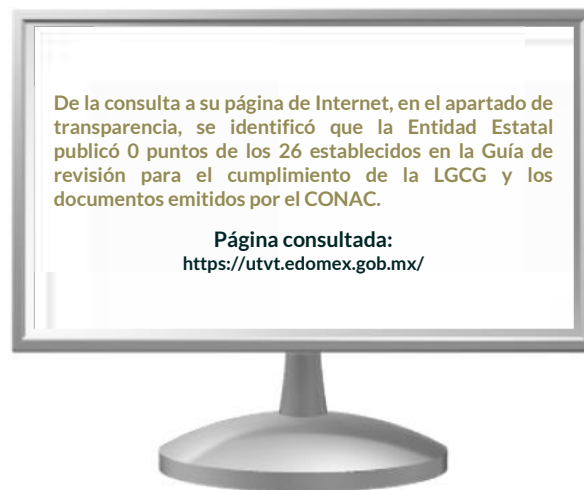 De la consulta a su página de Internet, en el apartado de
transparencia, se identificó que la Entidad Estatal
publicó 0 puntos de los 26 establecidos en la Guía de
revisión para el cumplimiento de la LGCG y los
documentos emitidos por el CONAC.
Página consultada:
https://utvt.edomex.gob.mx/